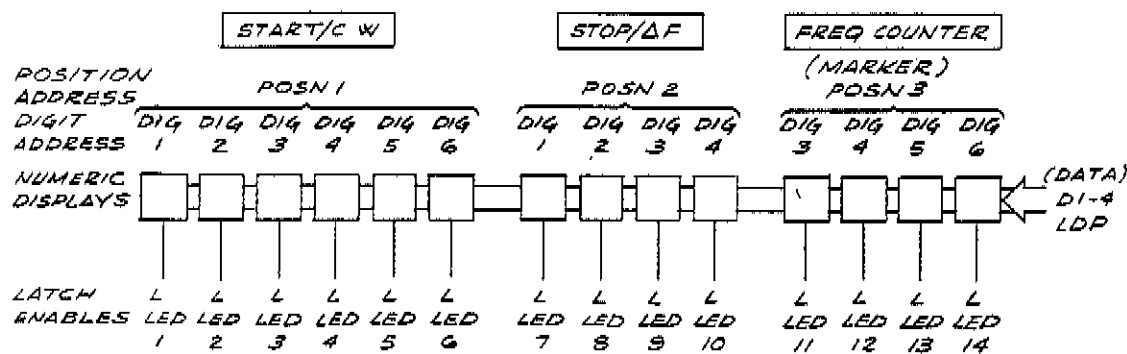 START/CW STOP/ΔF FREQ COUNTER
(MARKER)
POSITION ADDRESS POSN 1 POSN 2 POSN 3
DIGIT ADDRESS DIG 1 DIG 2 DIG 3 DIG 4 DIG 5 DIG 6 DIG 1 DIG 2 DIG 3 DIG 4 DIG 3 DIG 4 DIG 5 DIG 6
NUMERIC DISPLAYS (DATA) D1-4 LDP
LATCH ENABLES L LED 1 L LED 2 L LED 3 L LED 4 L LED 5 L LED 6 L LED 7 L LED 8 L LED 9 L LED 10 L LED 11 L LED 12 L LED 13 L LED 14